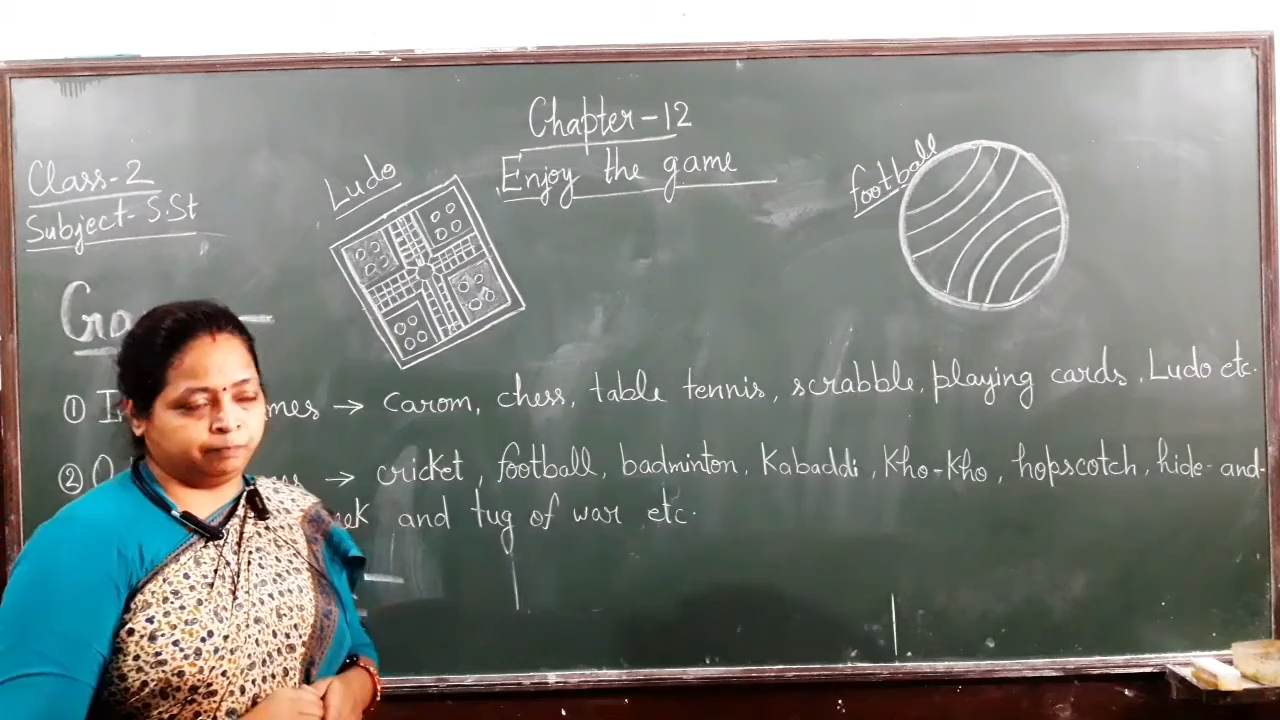 Chapter-12
Enjoy the game
Class-2
Subject- S.St
Ludo
football
① → Carom, chess, table tennis, scrabble, playing cards, Ludo etc.
② → cricket, football, badminton, Kabaddi, Kho-Kho, hopscotch, hide-and-
and tug of war etc.